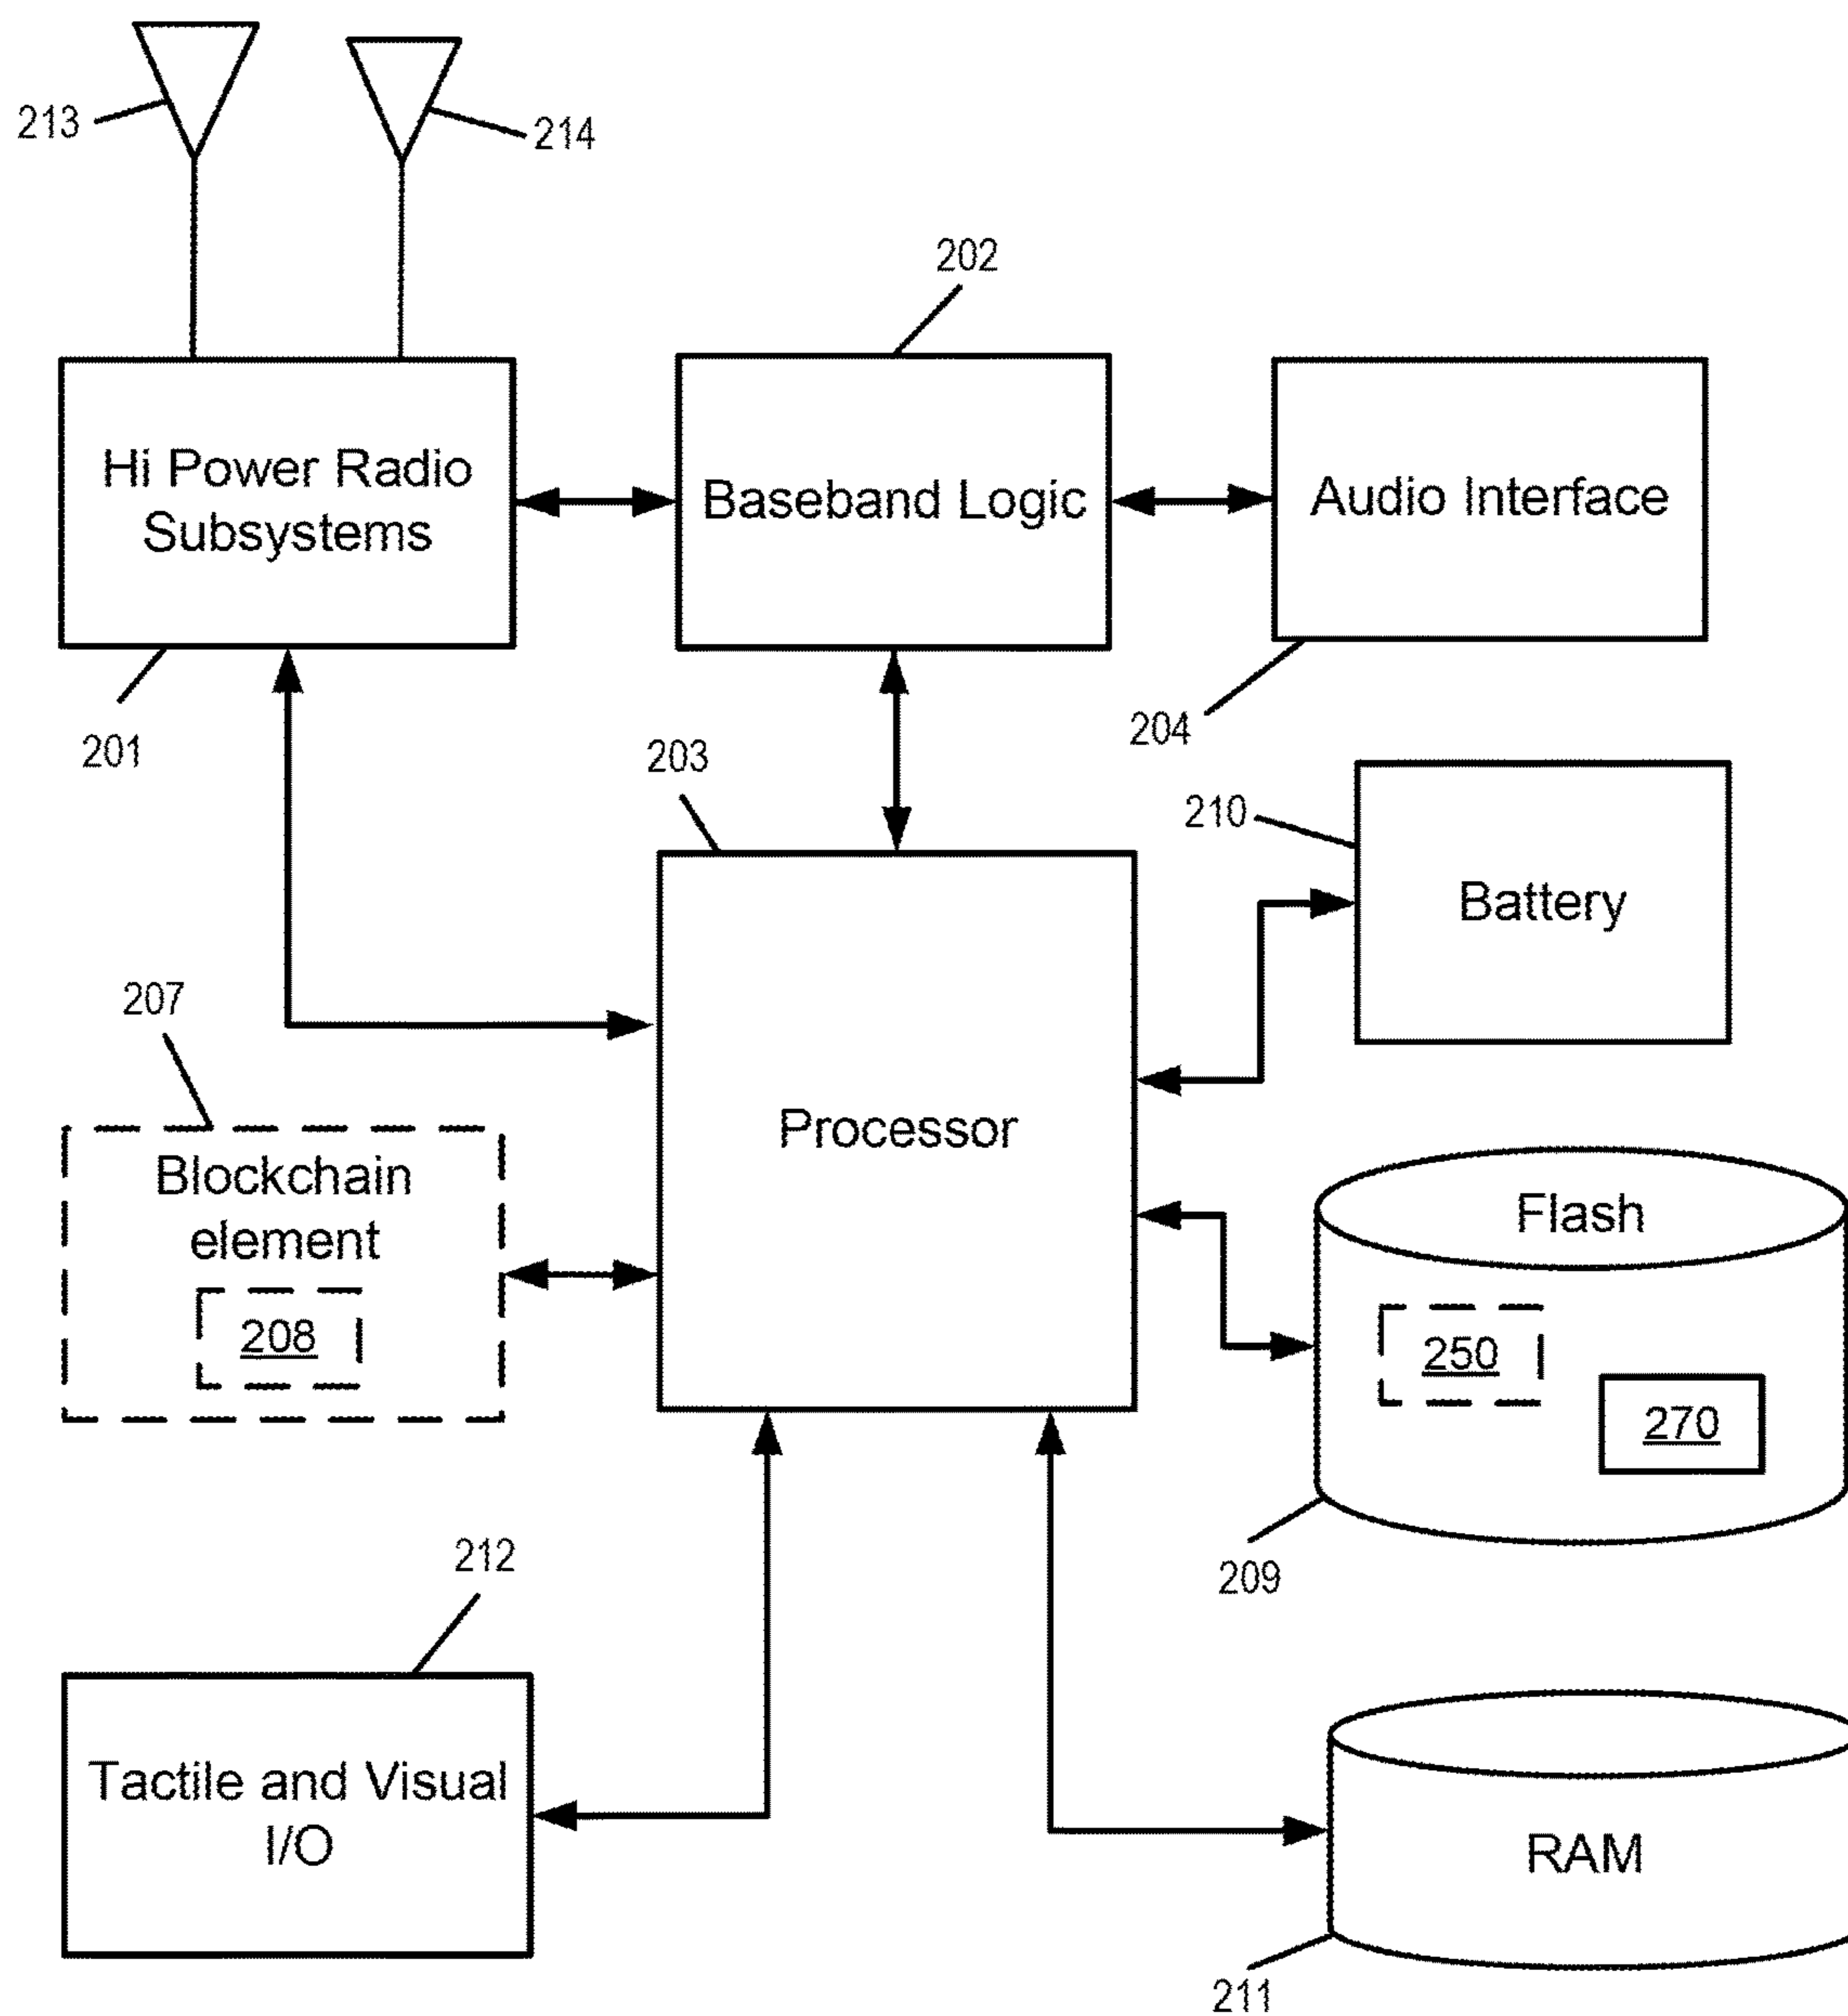 213
214
202
Hi Power Radio
Subsystems
Baseband Logic
Audio Interface
201
203
204
210
Battery
207
Processor
Blockchain
element
208
Flash
250
270
209
212
Tactile and Visual
I/O
RAM
211